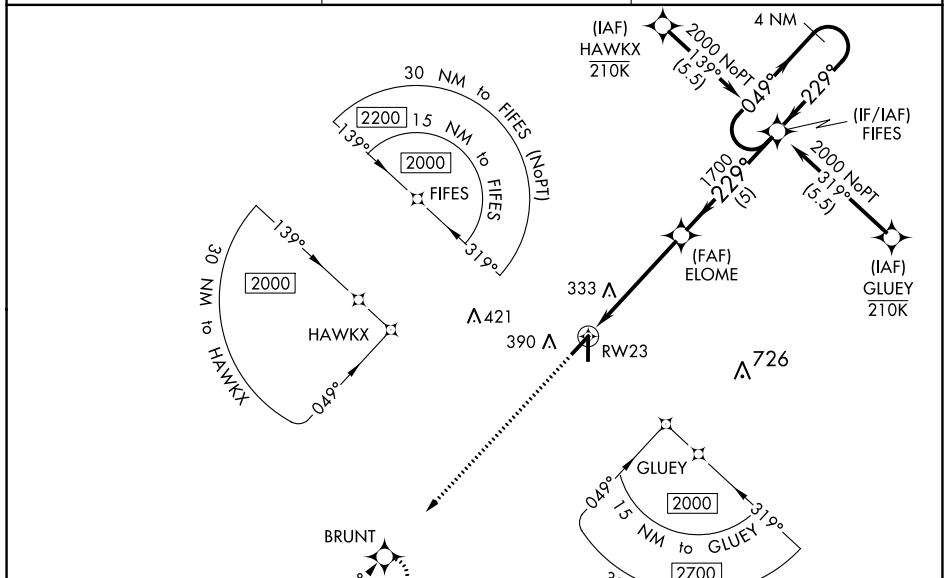 (IAF)
HAWKX
210K
2000 NoPT
139°
(5.5)
4 NM
049°
229°
(IF/IAF)
FIFES
2000 NoPT
319°
(5.5)
(IAF)
GLUEY
210K
1700
229°
(5)
(FAF)
ELOME
30 NM to FIFES (NoPT)
2200
15 NM to FIFES
139°
2000
FIFES
319°
139°
30 NM to HAWKX
2000
HAWKX
049°
421
333
390
RW23
726
GLUEY
049°
2000
319°
15 NM to GLUEY
2700
BRUNT